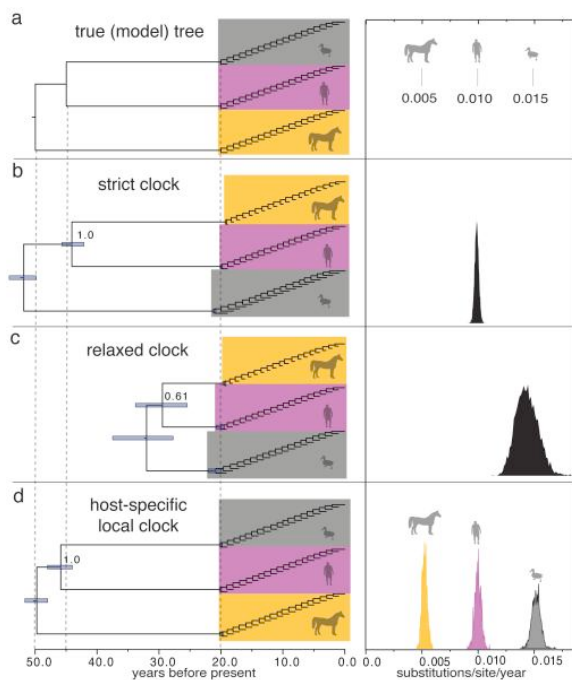 a
true (model) tree
0.005 0.010 0.015
b
strict clock
1.0
c
relaxed clock
0.61
d
host-specific
local clock
1.0
50.0 40.0 30.0 20.0 10.0 0.0
years before present
0.0 0.005 0.010 0.015
substitutions/site/year